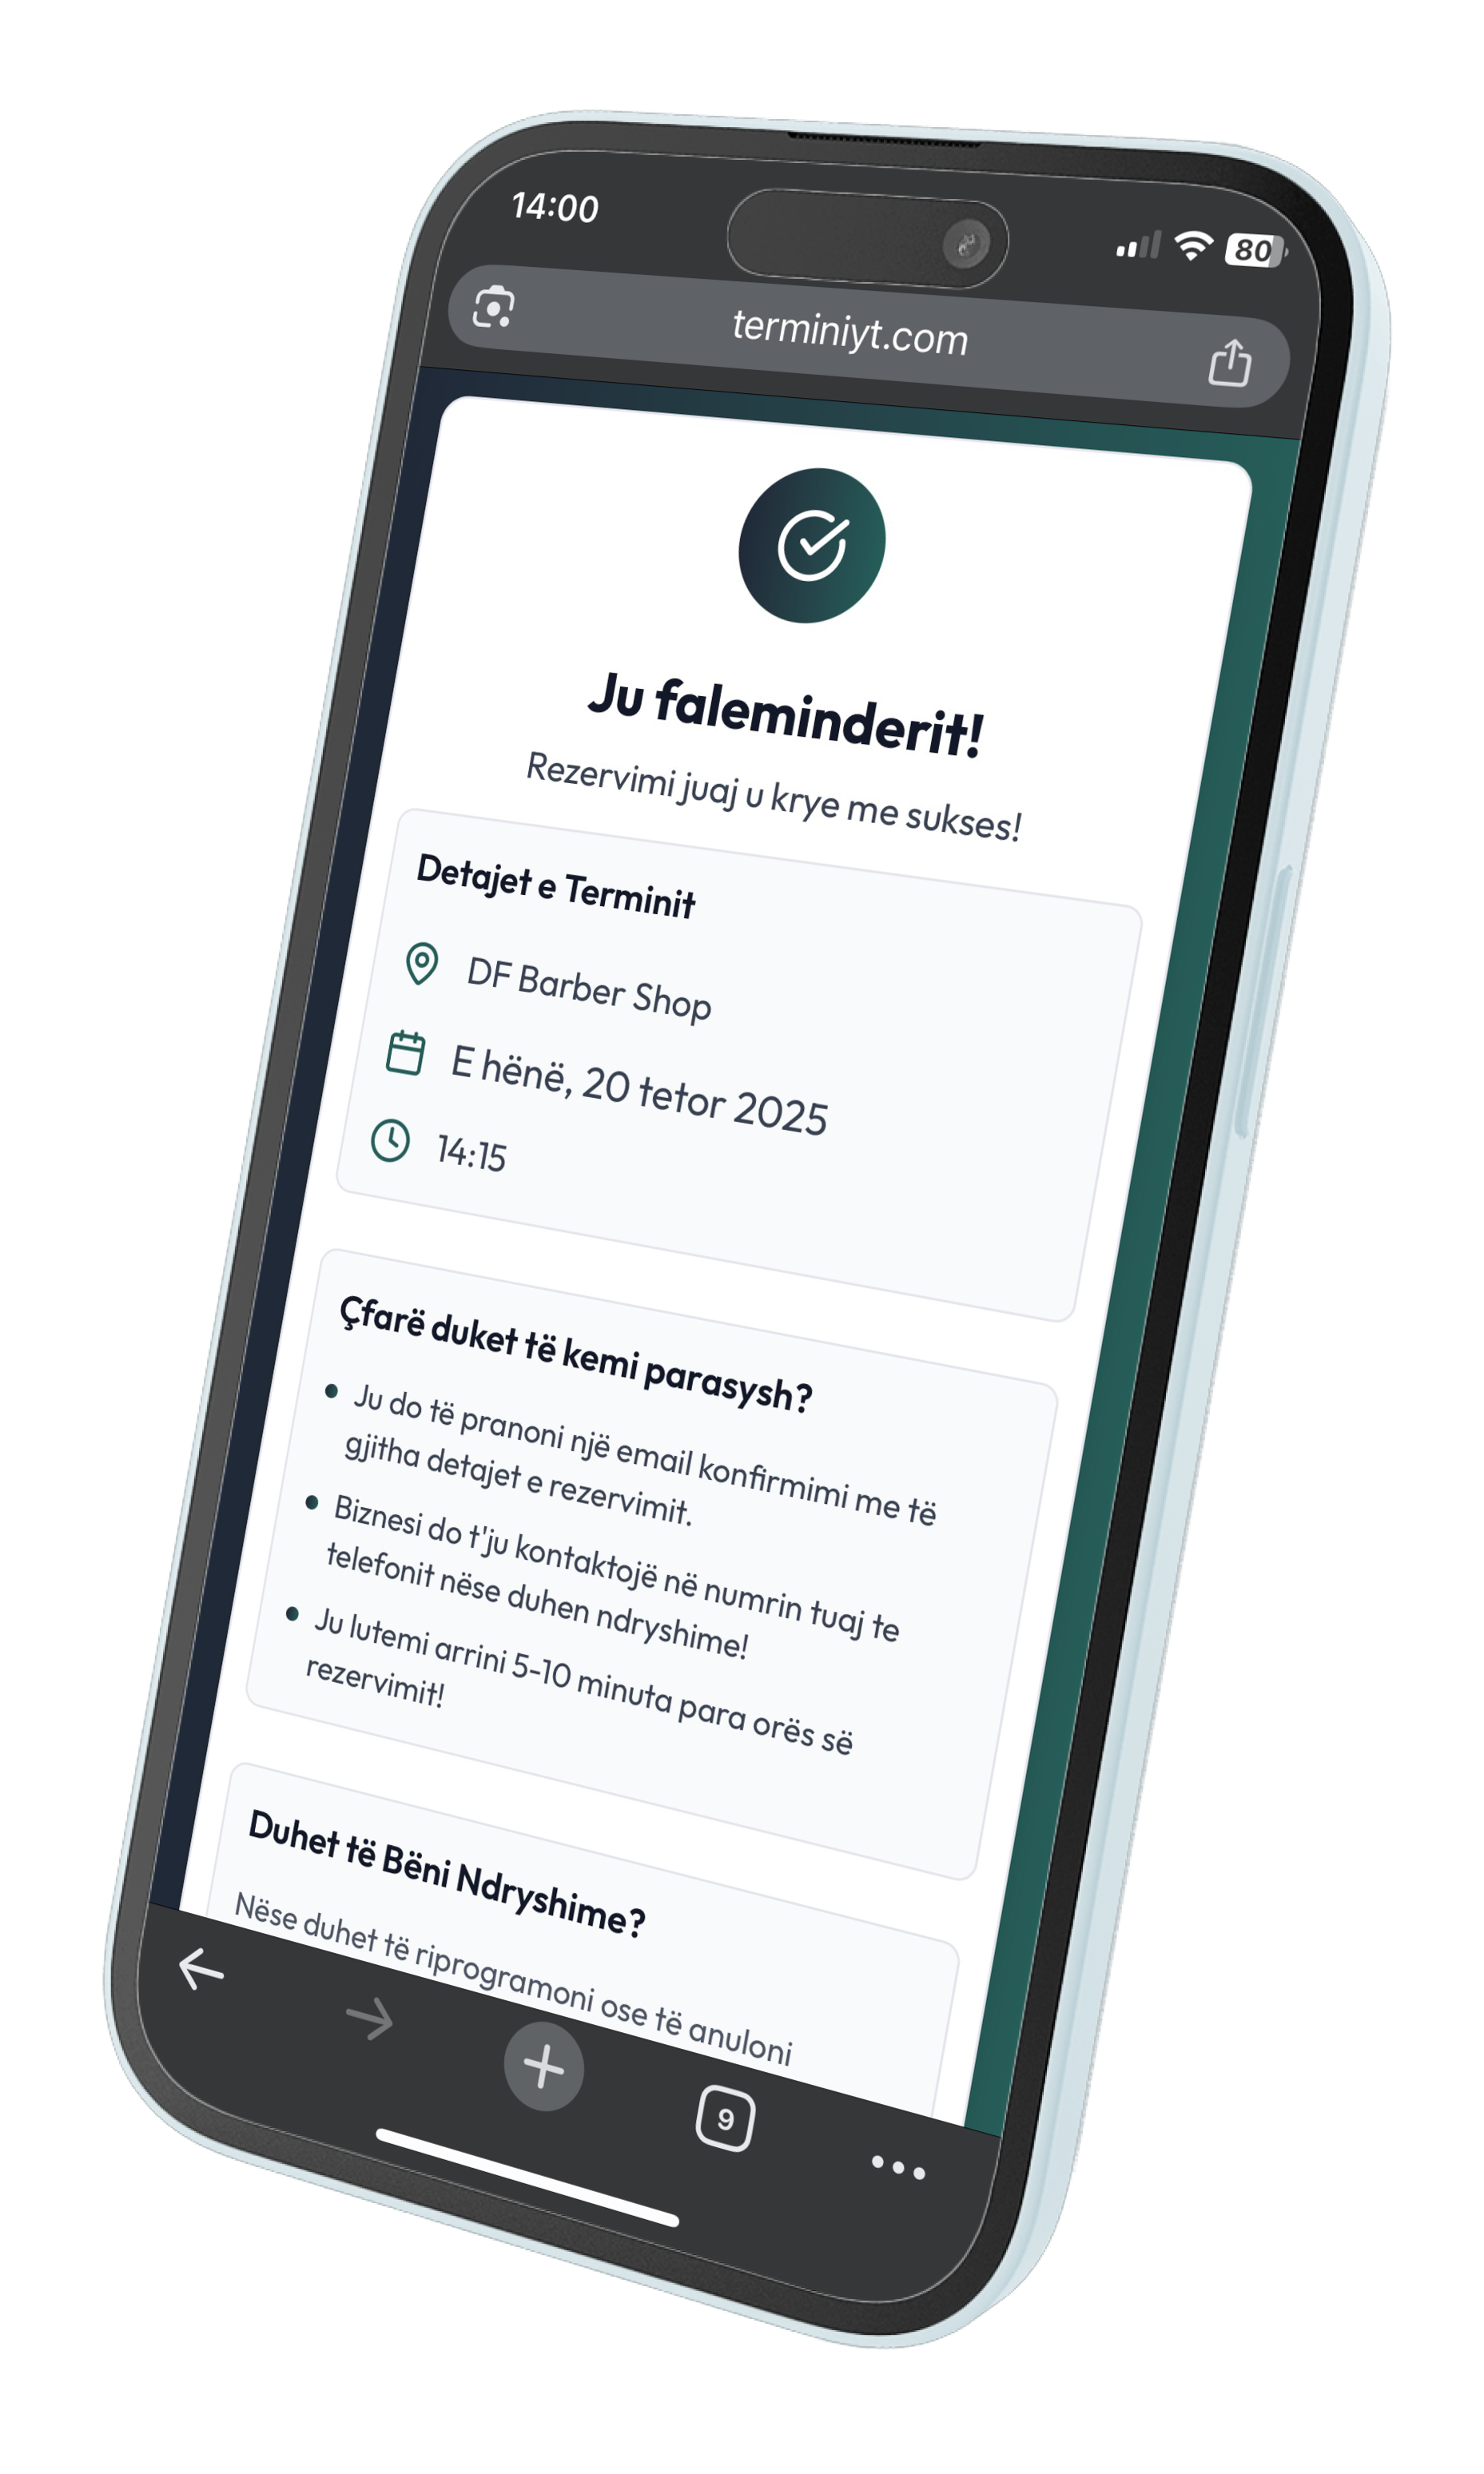 14:00
80
terminiyt.com
Ju faleminderit!
Rezervimi juaj u krye me sukses!
Detajet e Terminit
DF Barber Shop
E hënë, 20 tetor 2025
14:15
Çfarë duket të kemi parasysh?
Ju do të pranoni një email konfirmimi me të
gjitha detajet e rezervimit.
Biznesi do t'ju kontaktojë në numrin tuaj te
telefonit nëse duhen ndryshime!
Ju lutemi arrini 5-10 minuta para orës së
rezervimit!
Duhet të Bëni Ndryshime?
Nëse duhet të riprogramoni ose të anuloni
9